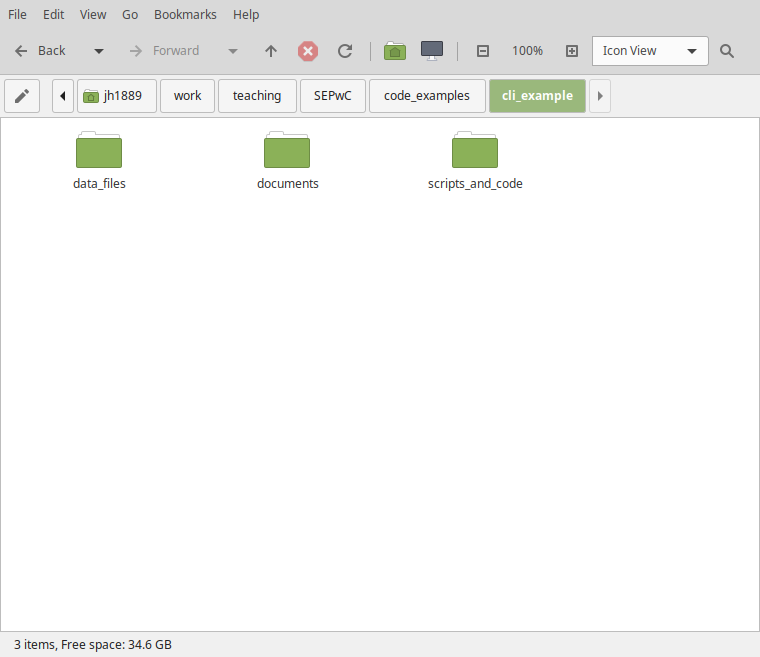 File Edit View Go Bookmarks Help
Back Forward 100% Icon View
jh1889 work teaching SEPwC code_examples cli_example
data_files documents scripts_and_code
3 items, Free space: 34.6 GB